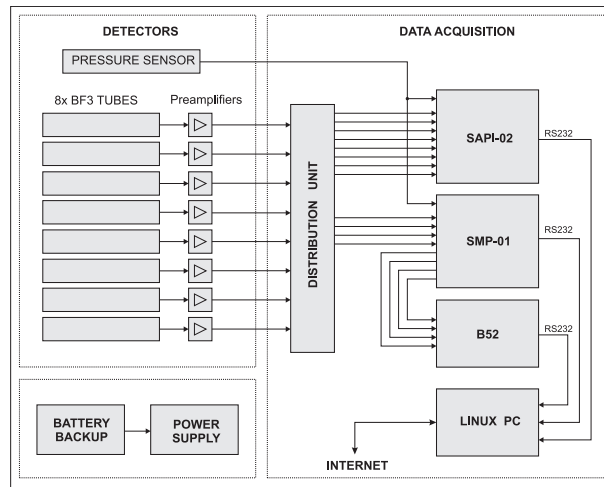 DETECTORS
DATA ACQUISITION
PRESSURE SENSOR
8x BF3 TUBES
Preamplifiers
DISTRIBUTION UNIT
SAPI-02
RS232
SMP-01
RS232
B52
RS232
BATTERY
BACKUP
POWER
SUPPLY
LINUX PC
INTERNET